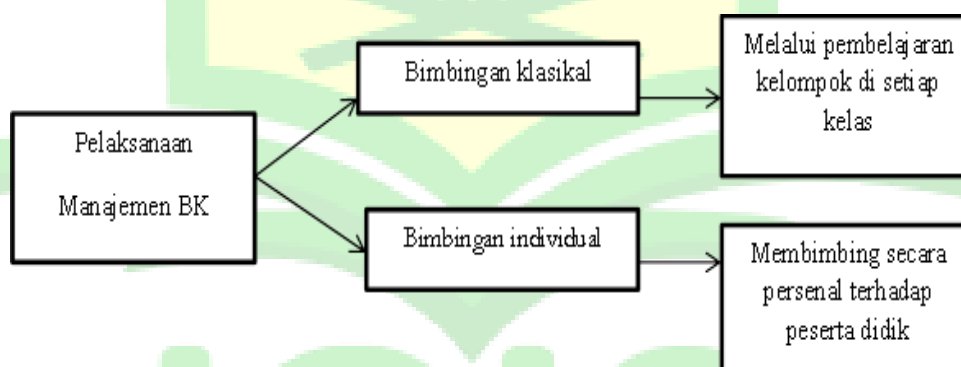 Pelaksanaan
Manajemen BK
Bimbingan klasikal
Melalui pembelajaran
kelompok di setiap
kelas
Bimbingan individual
Membimbing secara
persenal terhadap
peserta didik